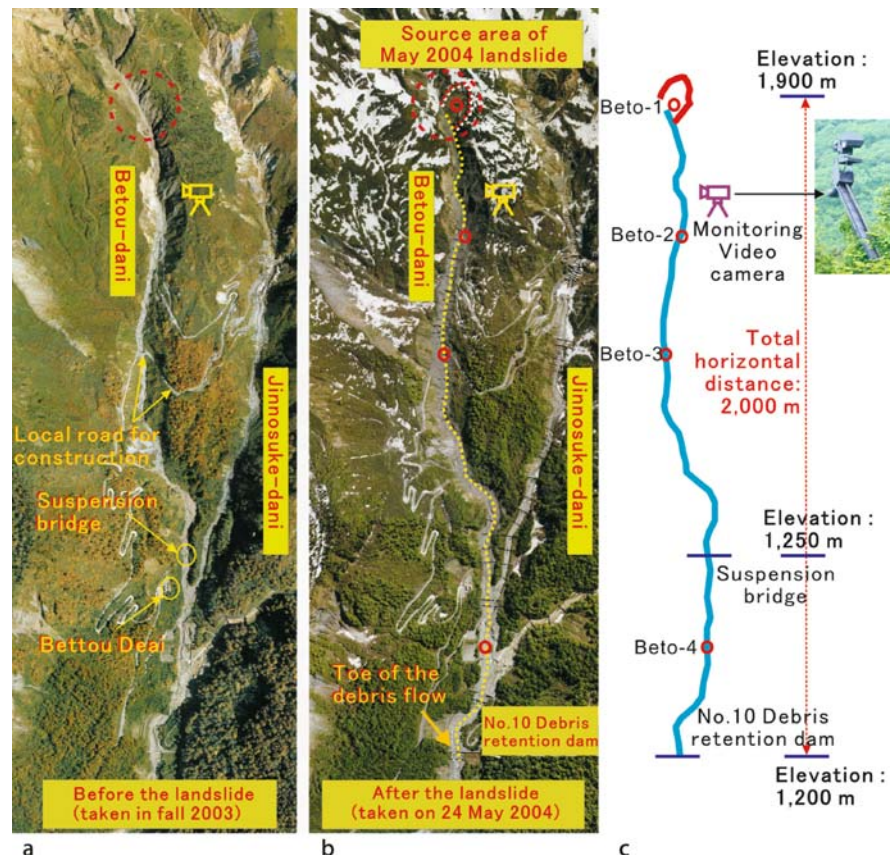 Betou-dani
Local road for
construction
Suspension
bridge
Bettou Deai
Jinnosuke-dani
Before the landslide
(taken in fall 2003)
a
Source area of
May 2004 landslide
Betou-dani
Jinnosuke-dani
Toe of the
debris flow
No.10 Debris
retention dam
After the landslide
(taken on 24 May 2004)
b
Elevation :
1,900 m
Beto-1
Beto-2
Monitoring
Video
camera
Beto-3
Total
horizontal
distance:
2,000 m
Elevation :
1,250 m
Suspension
bridge
Beto-4
No.10 Debris
retention dam
Elevation :
1,200 m
c